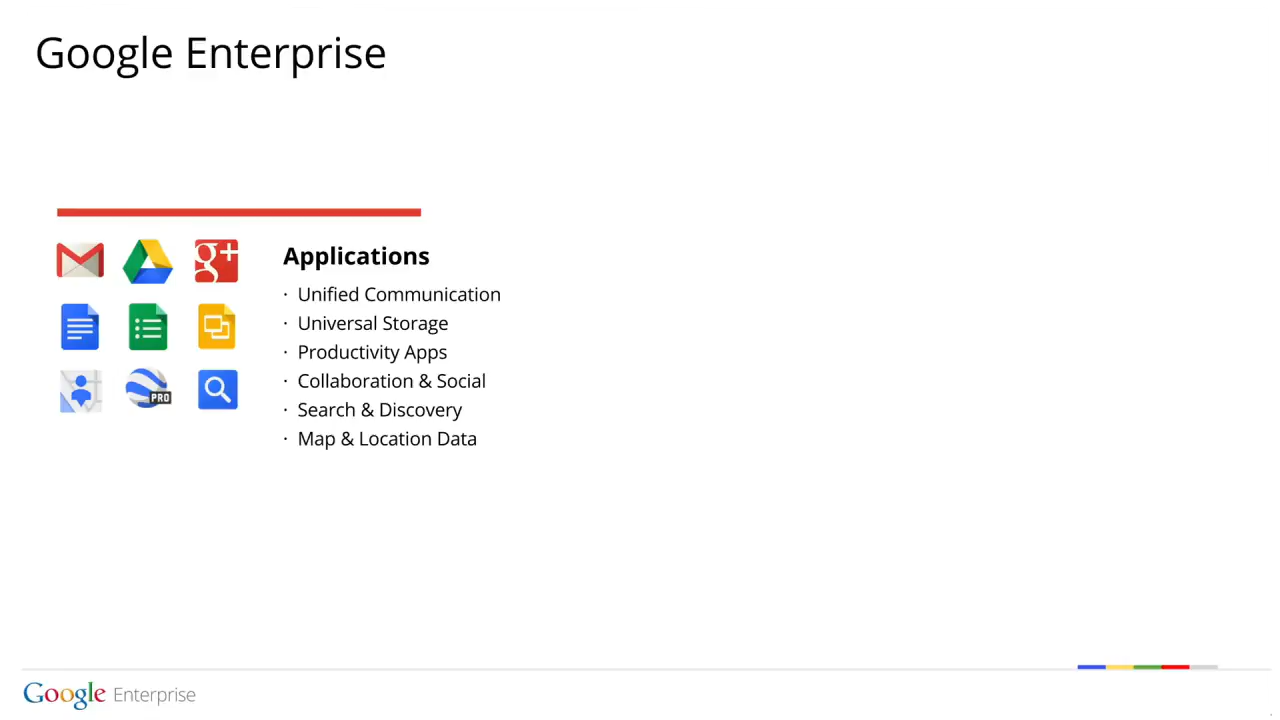 Google Enterprise
g+
PRO
Applications
· Unified Communication
· Universal Storage
· Productivity Apps
· Collaboration & Social
· Search & Discovery
· Map & Location Data
Google Enterprise